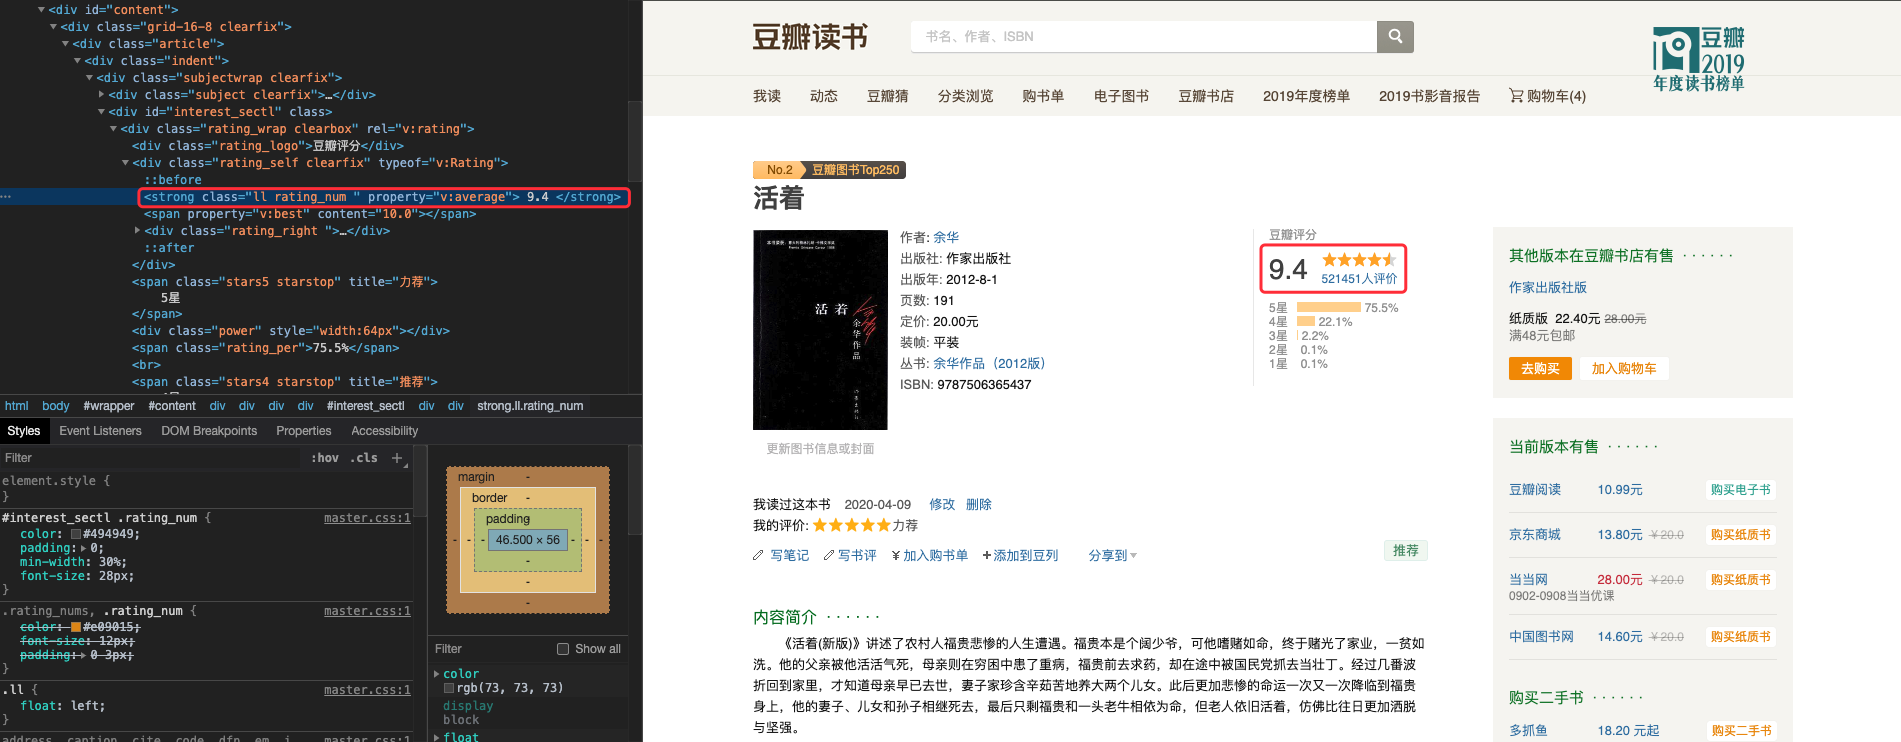 <div id="content">
<div class="grid-16-8 clearfix">
<div class="article">
<div class="indent">
<div class="subjectwrap clearfix">
<div class="subject clearfix">…</div>
<div id="interest_sectl" class>
<div class="rating_wrap clearbox" rel="v:rating">
<div class="rating_logo">豆瓣评分</div>
<div class="rating_self clearfix" typeof="v:Rating">
::before
<strong class="ll rating_num " property="v:average"> 9.4 </strong>
<span property="v:best" content="10.0"></span>
<div class="rating_right ">…</div>
::after
</div>
<span class="stars5 starstop" title="力荐">
5星
</span>
<div class="power" style="width:64px"></div>
<span class="rating_per">75.5%</span>
<br>
<span class="stars4 starstop" title="推荐">
html body #wrapper #content div div div div #interest_sectl div div strong.ll.rating_num
Styles Event Listeners DOM Breakpoints Properties Accessibility
Filter :hov .cls +
element.style {
}
#interest_sectl .rating_num { master.css:1
color: #494949;
padding: 0;
min-width: 30%;
font-size: 28px;
}
.rating_nums, .rating_num { master.css:1
color: #e09015;
font-size: 12px;
padding: 0 3px;
}
.ll { master.css:1
float: left;
}
address, caption, cite, code, dfn, em, i, master.css:1
margin -
border -
padding -
46.500 × 56
Filter Show all
color
rgb(73, 73, 73)
display
block
float
豆瓣读书
书名、作者、ISBN
豆瓣
2019
年度读书榜单
我读 动态 豆瓣猜 分类浏览 购书单 电子图书 豆瓣书店 2019年度榜单 2019书影音报告 购物车(4)
No.2 豆瓣图书Top250
活着
活着
余华作品
作家出版社
作者: 余华
出版社: 作家出版社
出版年: 2012-8-1
页数: 191
定价: 20.00元
装帧: 平装
丛书: 余华作品（2012版）
ISBN: 9787506365437
更新图书信息或封面
豆瓣评分
9.4
521451人评价
5星 75.5%
4星 22.1%
3星 2.2%
2星 0.1%
1星 0.1%
我读过这本书 2020-04-09 修改 删除
我的评价: 力荐
写笔记 写书评 ¥加入购书单 +添加到豆列 分享到
推荐
内容简介 · · · · · ·
《活着(新版)》讲述了农村人福贵悲惨的人生遭遇。福贵本是个阔少爷，可他嗜赌如命，终于赌光了家业，一贫如
洗。他的父亲被他活活气死，母亲则在穷困中患了重病，福贵前去求药，却在途中被国民党抓去当壮丁。经过几番波
折回到家里，才知道母亲早已去世，妻子家珍含辛茹苦地养大两个儿女。此后更加悲惨的命运一次又一次降临到福贵
身上，他的妻子、儿女和孙子相继死去，最后只剩福贵和一头老牛相依为命，但老人依旧活着，仿佛比往日更加洒脱
与坚强。
其他版本在豆瓣书店有售 · · · · · ·
作家出版社版
纸质版 22.40元 28.00元
满48元包邮
去购买 加入购物车
当前版本有售 · · · · · ·
豆瓣阅读 10.99元 购买电子书
京东商城 13.80元 ¥20.0 购买纸质书
当当网 28.00元 ¥20.0 购买纸质书
0902-0908当当优课
中国图书网 14.60元 ¥20.0 购买纸质书
购买二手书 · · · · · ·
多抓鱼 18.20 元起 购买二手书